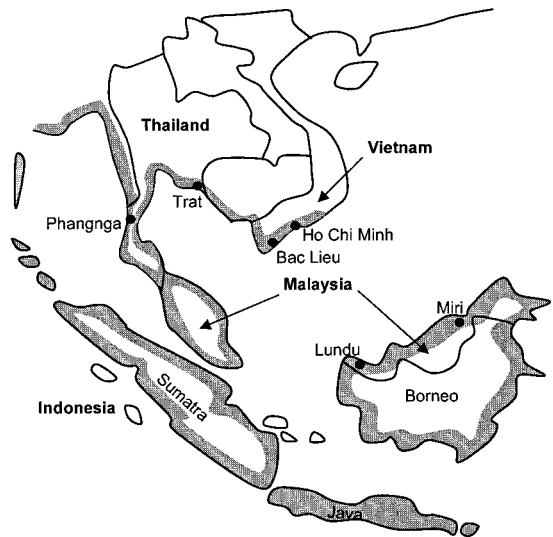 Thailand
Vietnam
Trat
Phangnga
Ho Chi Minh
Bac Lieu
Malaysia
Miri
Lundu
Borneo
Sumatra
Indonesia
Java